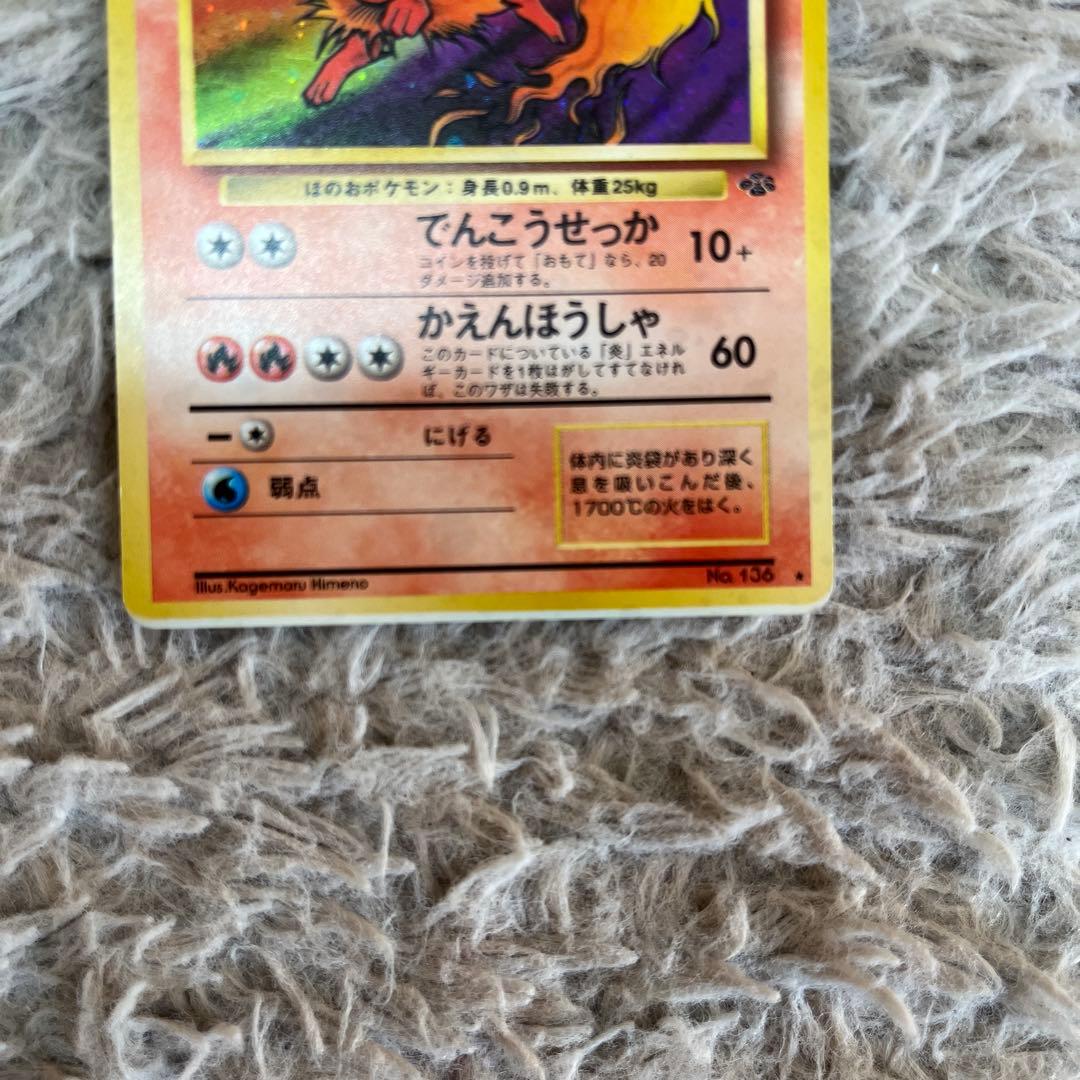 ほのおポケモン：身長0.9m、体重25kg
でんこうせっか 10+
コインを投げて「おもて」なら、20
ダメージ追加する。
かえんほうしゃ 60
このカードについている「炎」エネル
ギーカードを1枚はがしてすてなけれ
ば、このワザは失敗する。
ー にげる
弱点
体内に炎袋があり深く
息を吸いこんだ後、
1700℃の火をはく。
Illus.Kagemaru Himeno
No. 136 ★